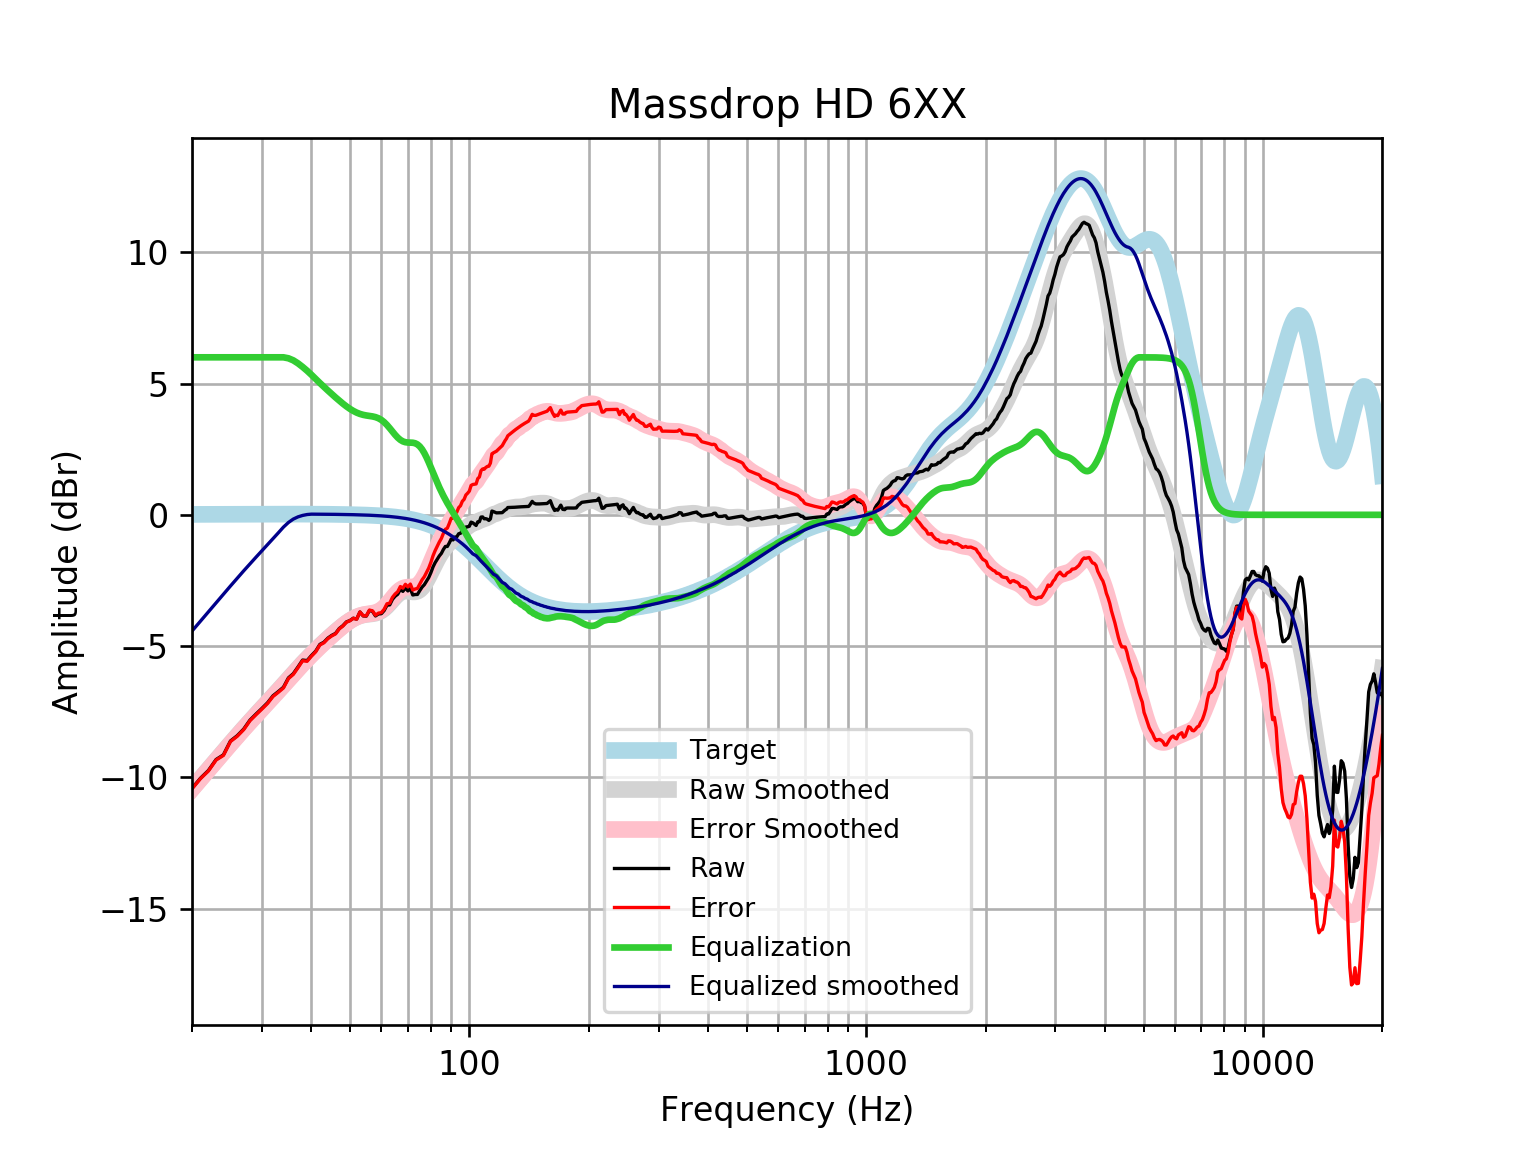 Massdrop HD 6XX
Amplitude (dBr)
10
5
0
−5
−10
−15
Target
Raw Smoothed
Error Smoothed
Raw
Error
Equalization
Equalized smoothed
100
1000
10000
Frequency (Hz)